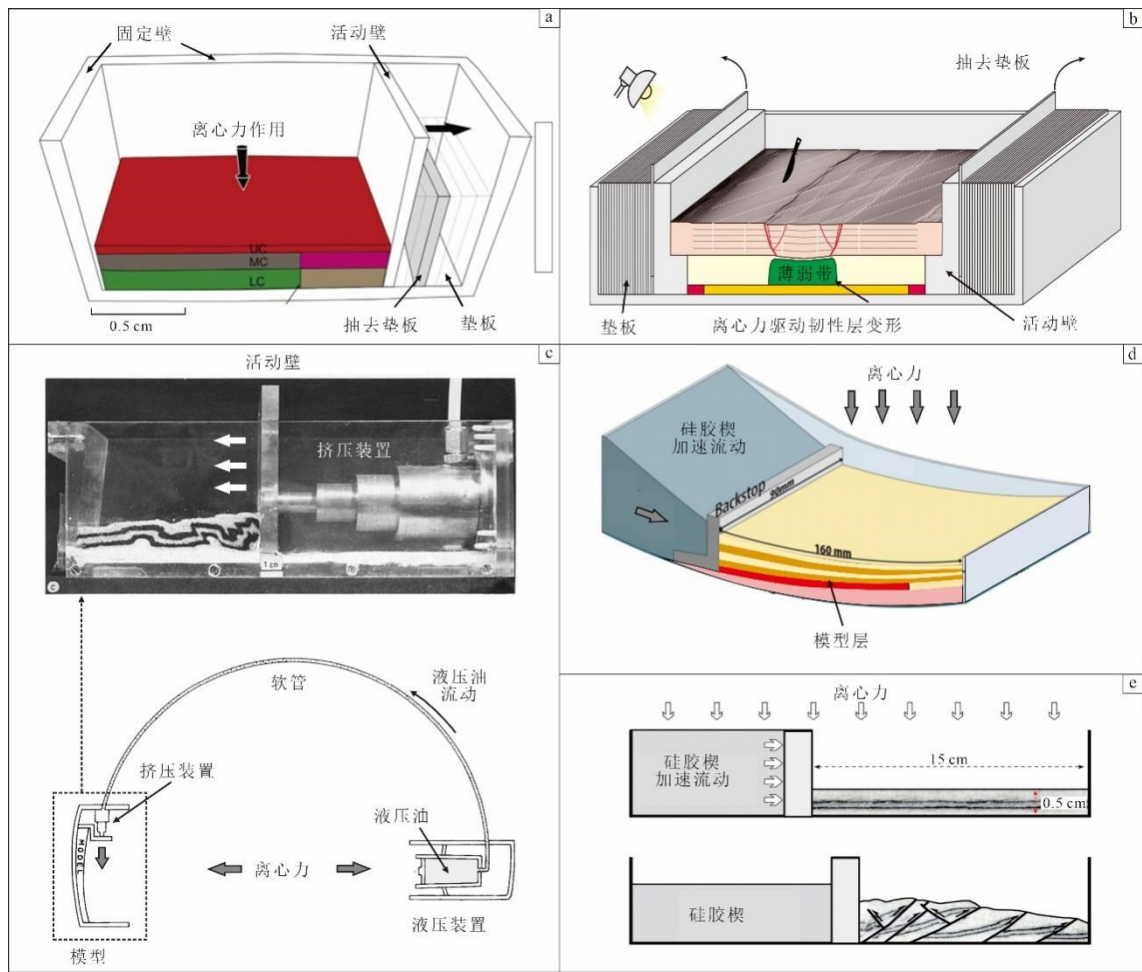 a
固定壁
活动壁
离心力作用
UC
MC
LC
0.5 cm
抽去垫板
垫板
b
抽去垫板
薄弱带
垫板
离心力驱动韧性层变形
活动壁
c
活动壁
挤压装置
1 cm
c
软管
液压油
流动
挤压装置
MODEL
液压油
离心力
液压装置
模型
d
离心力
硅胶楔
加速流动
Backstop
90mm
160 mm
模型层
e
离心力
硅胶楔
加速流动
15 cm
0.5 cm
硅胶楔